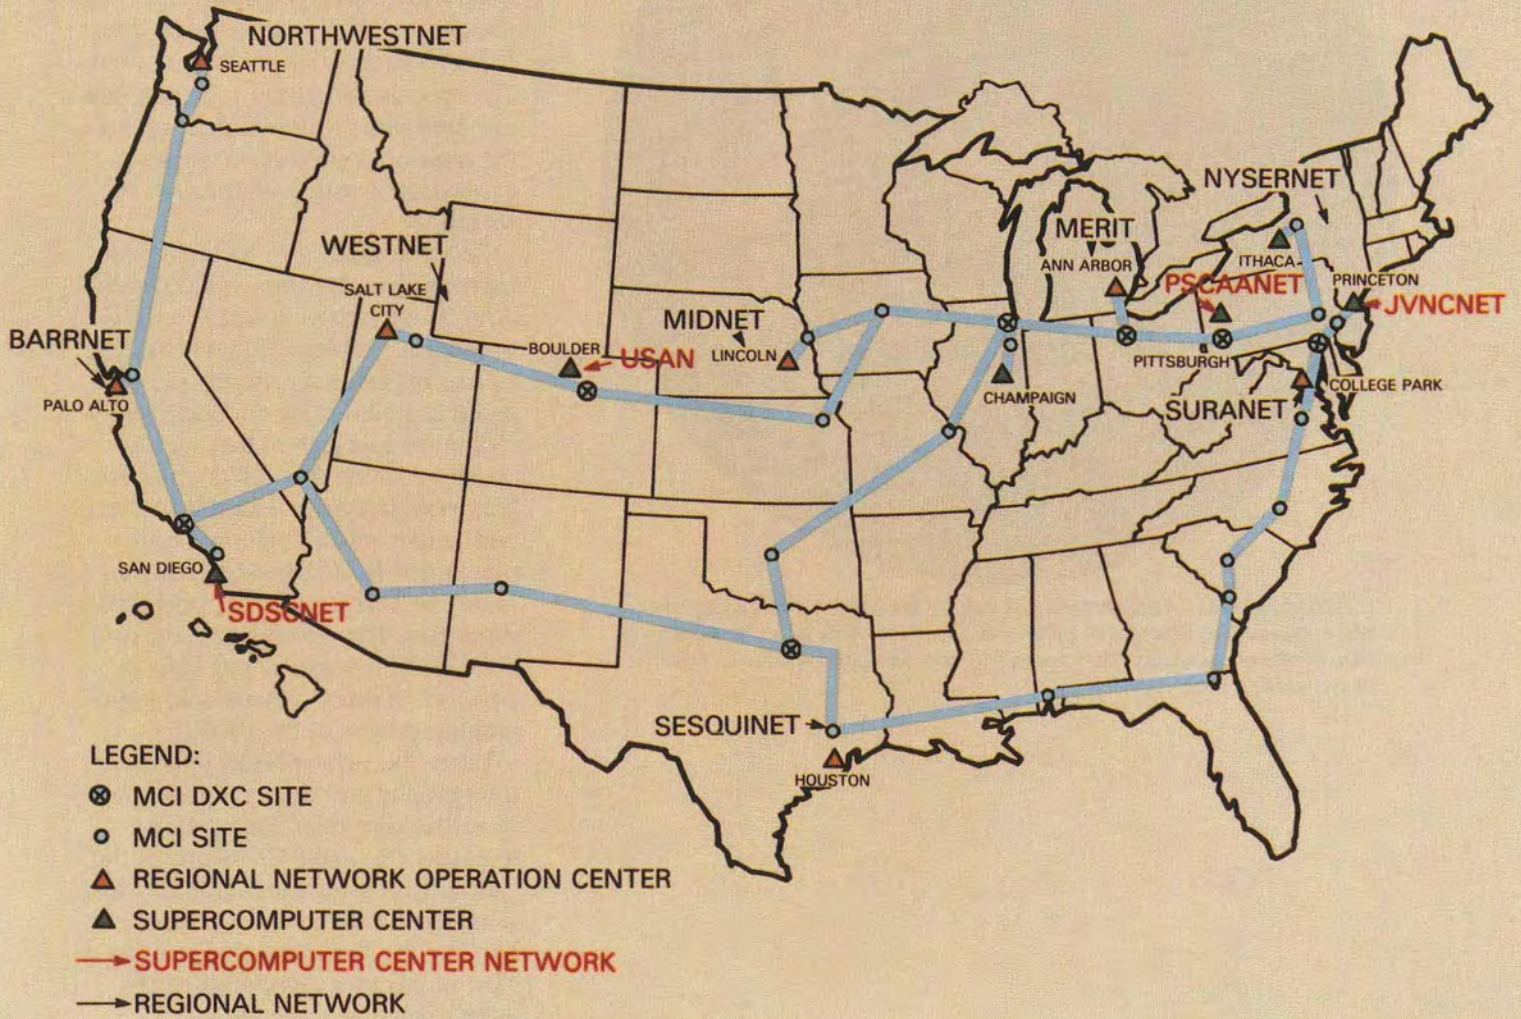 NORTHWESTNET
SEATTLE
NYSERNET
WESTNET
MERIT
ANN ARBOR
ITHACA
PSCAANET
PRINCETON
JVNCNET
SALT LAKE
CITY
MIDNET
LINCOLN
BARRNET
BOULDER
USAN
PITTSBURGH
PALO ALTO
CHAMPAIGN
COLLEGE PARK
SURANET
SAN DIEGO
SDSCNET
SESQUINET
HOUSTON
LEGEND:
MCI DXC SITE
MCI SITE
REGIONAL NETWORK OPERATION CENTER
SUPERCOMPUTER CENTER
SUPERCOMPUTER CENTER NETWORK
REGIONAL NETWORK